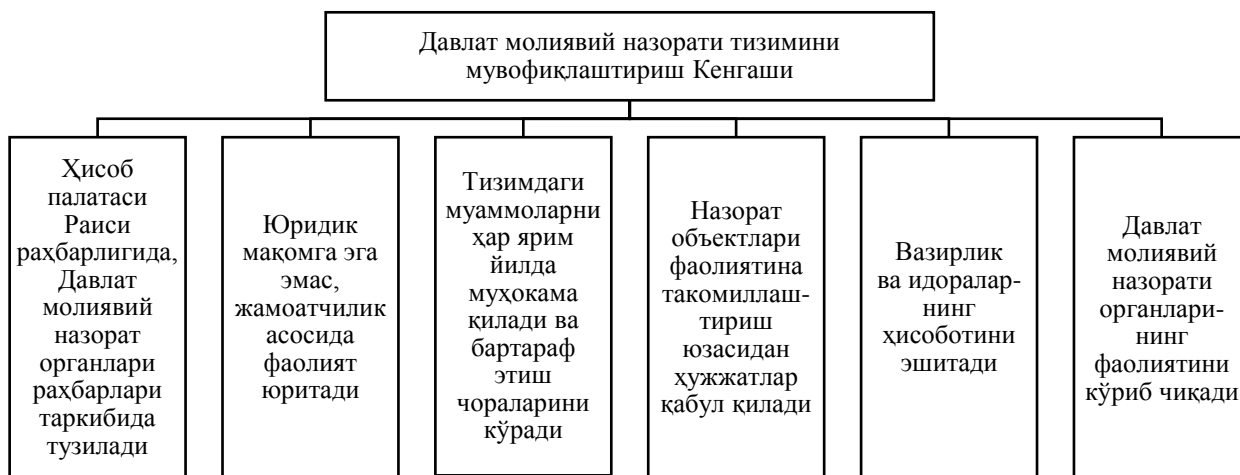 Давлат молиявий назорати тизимини
мувофиқлаштириш Кенгаши
Ҳисоб
палатаси
Раиси
раҳбарлигида,
Давлат
молиявий
назорат
органлари
раҳбарлари
таркибида
тузилади
Юридик
мақомга эга
эмас,
жамоатчилик
асосида
фаолият
юритади
Тизимдаги
муаммоларни
ҳар ярим
йилда
муҳокама
қилади ва
бартараф
этиш
чораларини
кўради
Назорат
объектлари
фаолиятина
такомиллаш-
тириш
юзасидан
ҳужжатлар
қабул қилади
Вазирлик
ва идоралар-
нинг
ҳисоботини
эшитади
Давлат
молиявий
назорати
органлари-
нинг
фаолиятини
кўриб чиқади